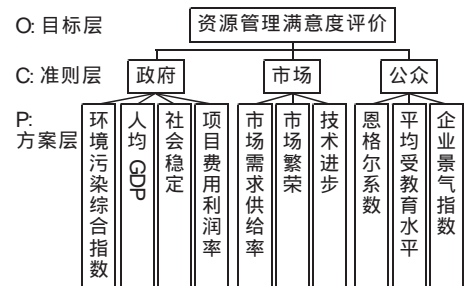 O: 目标层
资源管理满意度评价
C: 准则层
政府
市场
公众
P:
方案层
环境污染综合指数
人均 GDP
社会稳定
项目费用利润率
市场需求供给率
市场繁荣
技术进步
恩格尔系数
平均受教育水平
企业景气指数